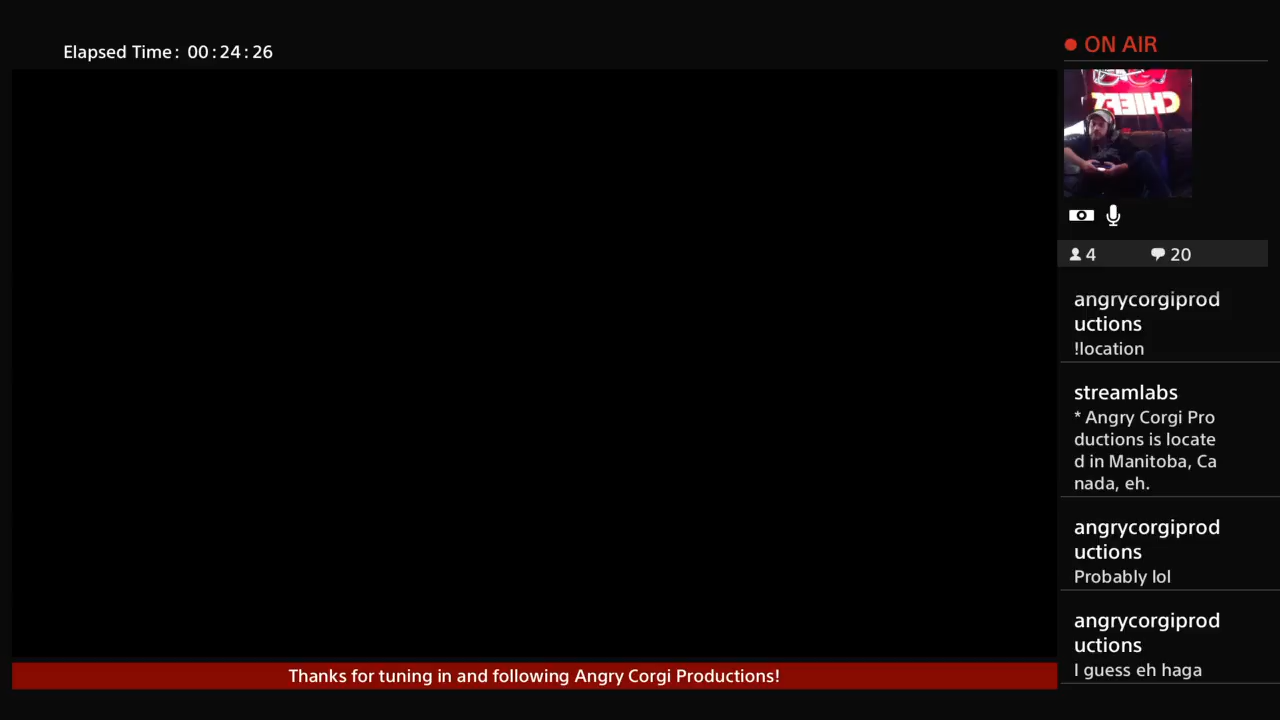 Elapsed Time: 00:24:26
ON AIR
CHIEFS
4
20
angrycorgiprod
uctions
!location
streamlabs
* Angry Corgi Pro
ductions is locate
d in Manitoba, Ca
nada, eh.
angrycorgiprod
uctions
Probably lol
angrycorgiprod
uctions
I guess eh haga
Thanks for tuning in and following Angry Corgi Productions!